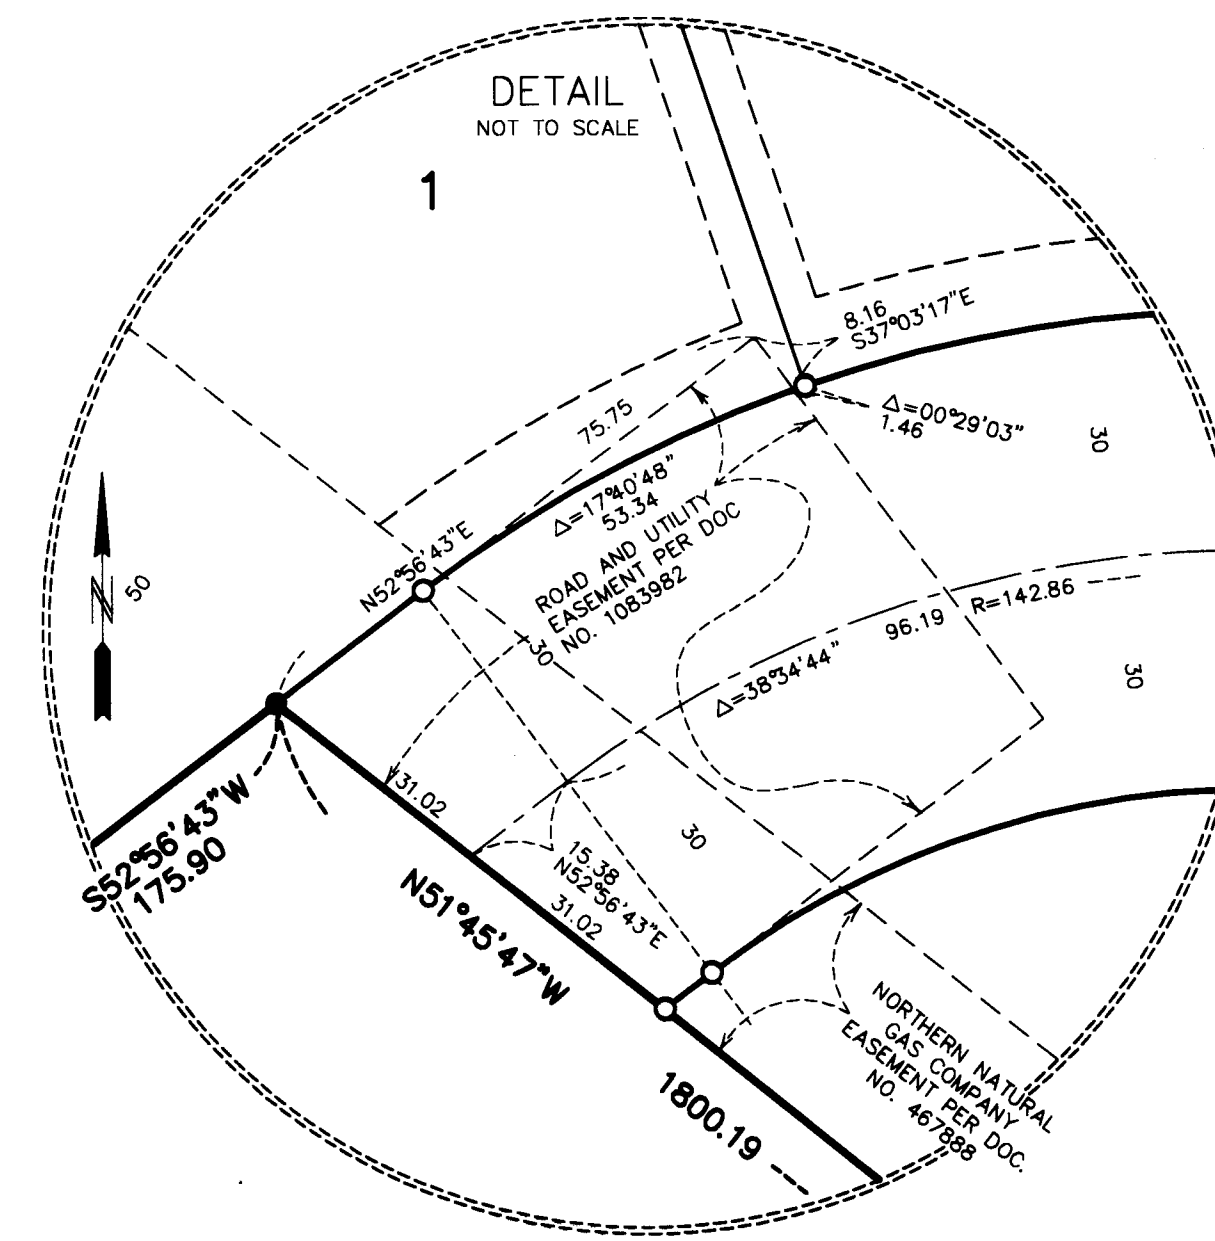 DETAIL
NOT TO SCALE
1
8.16
S37°03'17"E
75.75
Δ=00°29'03"
1.46
30
Δ=17°40'48"
53.34
N52°56'43"E
ROAD AND UTILITY
EASEMENT PER DOC
NO. 1083982
N
50
30
R=142.86
96.19
Δ=38°34'44"
30
31.02
S52°56'43"W
175.90
30
15.38
N52°56'43"E
31.02
N51°45'47"W
NORTHERN NATURAL
GAS COMPANY
EASEMENT PER DOC.
NO. 467888
1800.19